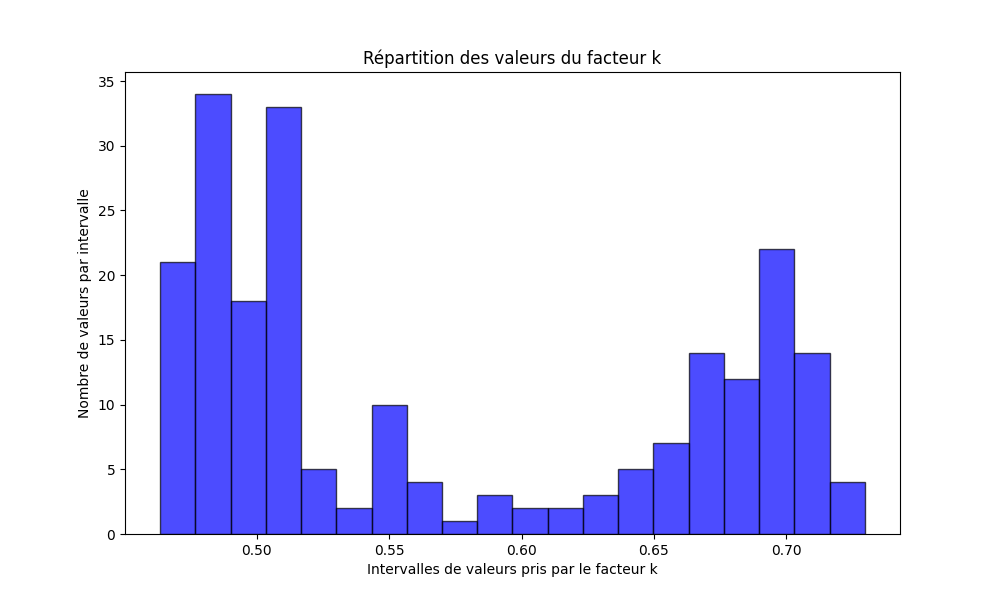 Répartition des valeurs du facteur k
Nombre de valeurs par intervalle
35
30
25
20
15
10
5
0
0.50 0.55 0.60 0.65 0.70
Intervalles de valeurs pris par le facteur k